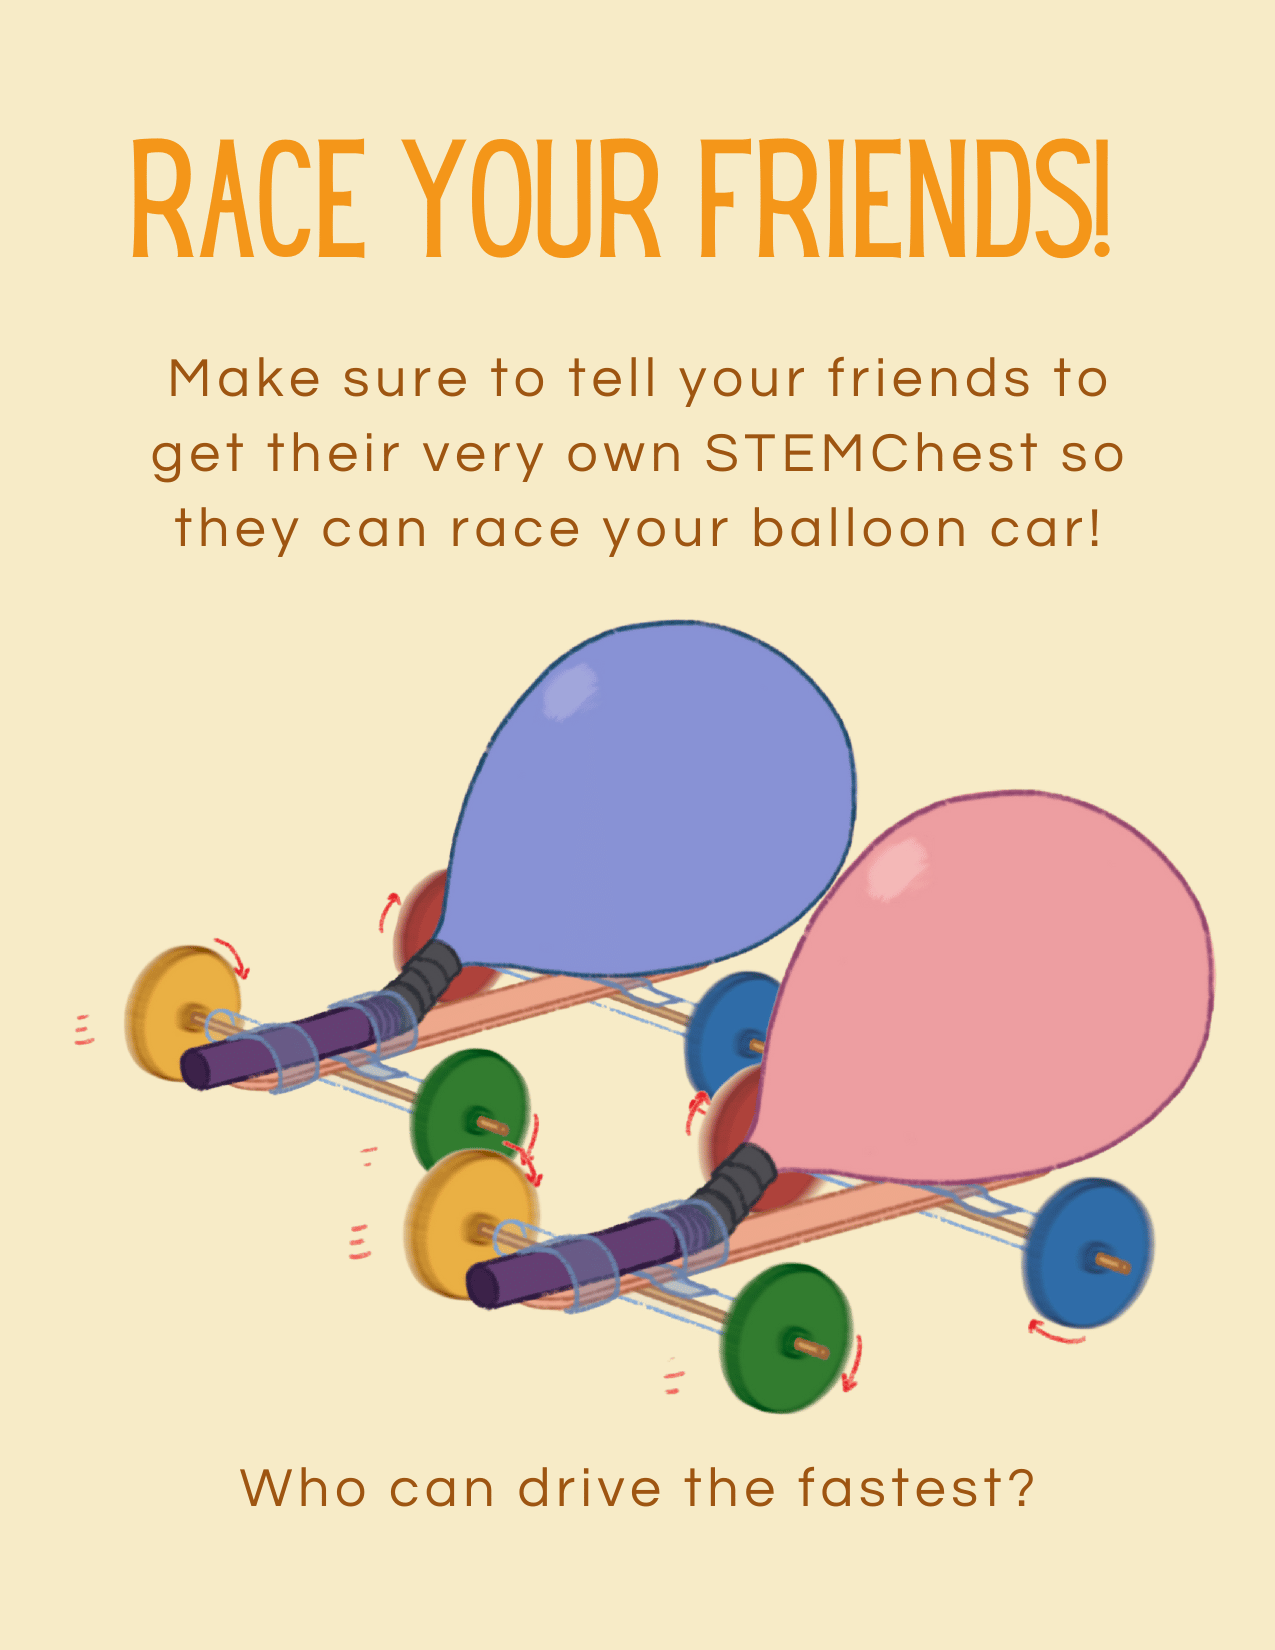 RACE YOUR FRIENDS!
Make sure to tell your friends to
get their very own STEMChest so
they can race your balloon car!
Who can drive the fastest?